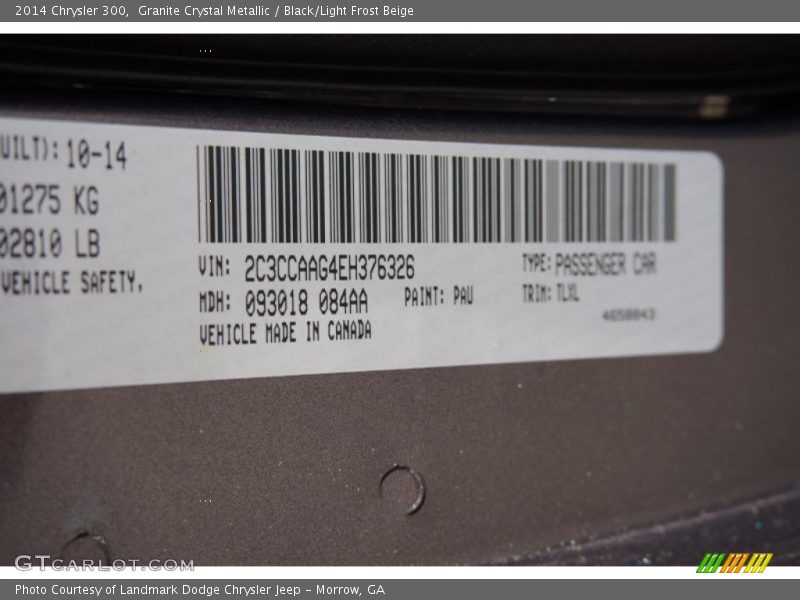 2014 Chrysler 300,  Granite Crystal Metallic / Black/Light Frost Beige
UILT): 10-14
01275 KG
02810 LB
VEHICLE SAFETY.
VIN: 2C3CCAAG4EH376326
TYPE: PASSENGER CAR
MDH: 093018 084AA
PAINT: PAU
TRIM: TLXL
VEHICLE MADE IN CANADA
4658843
GTCarLot.com
Photo Courtesy of Landmark Dodge Chrysler Jeep – Morrow, GA